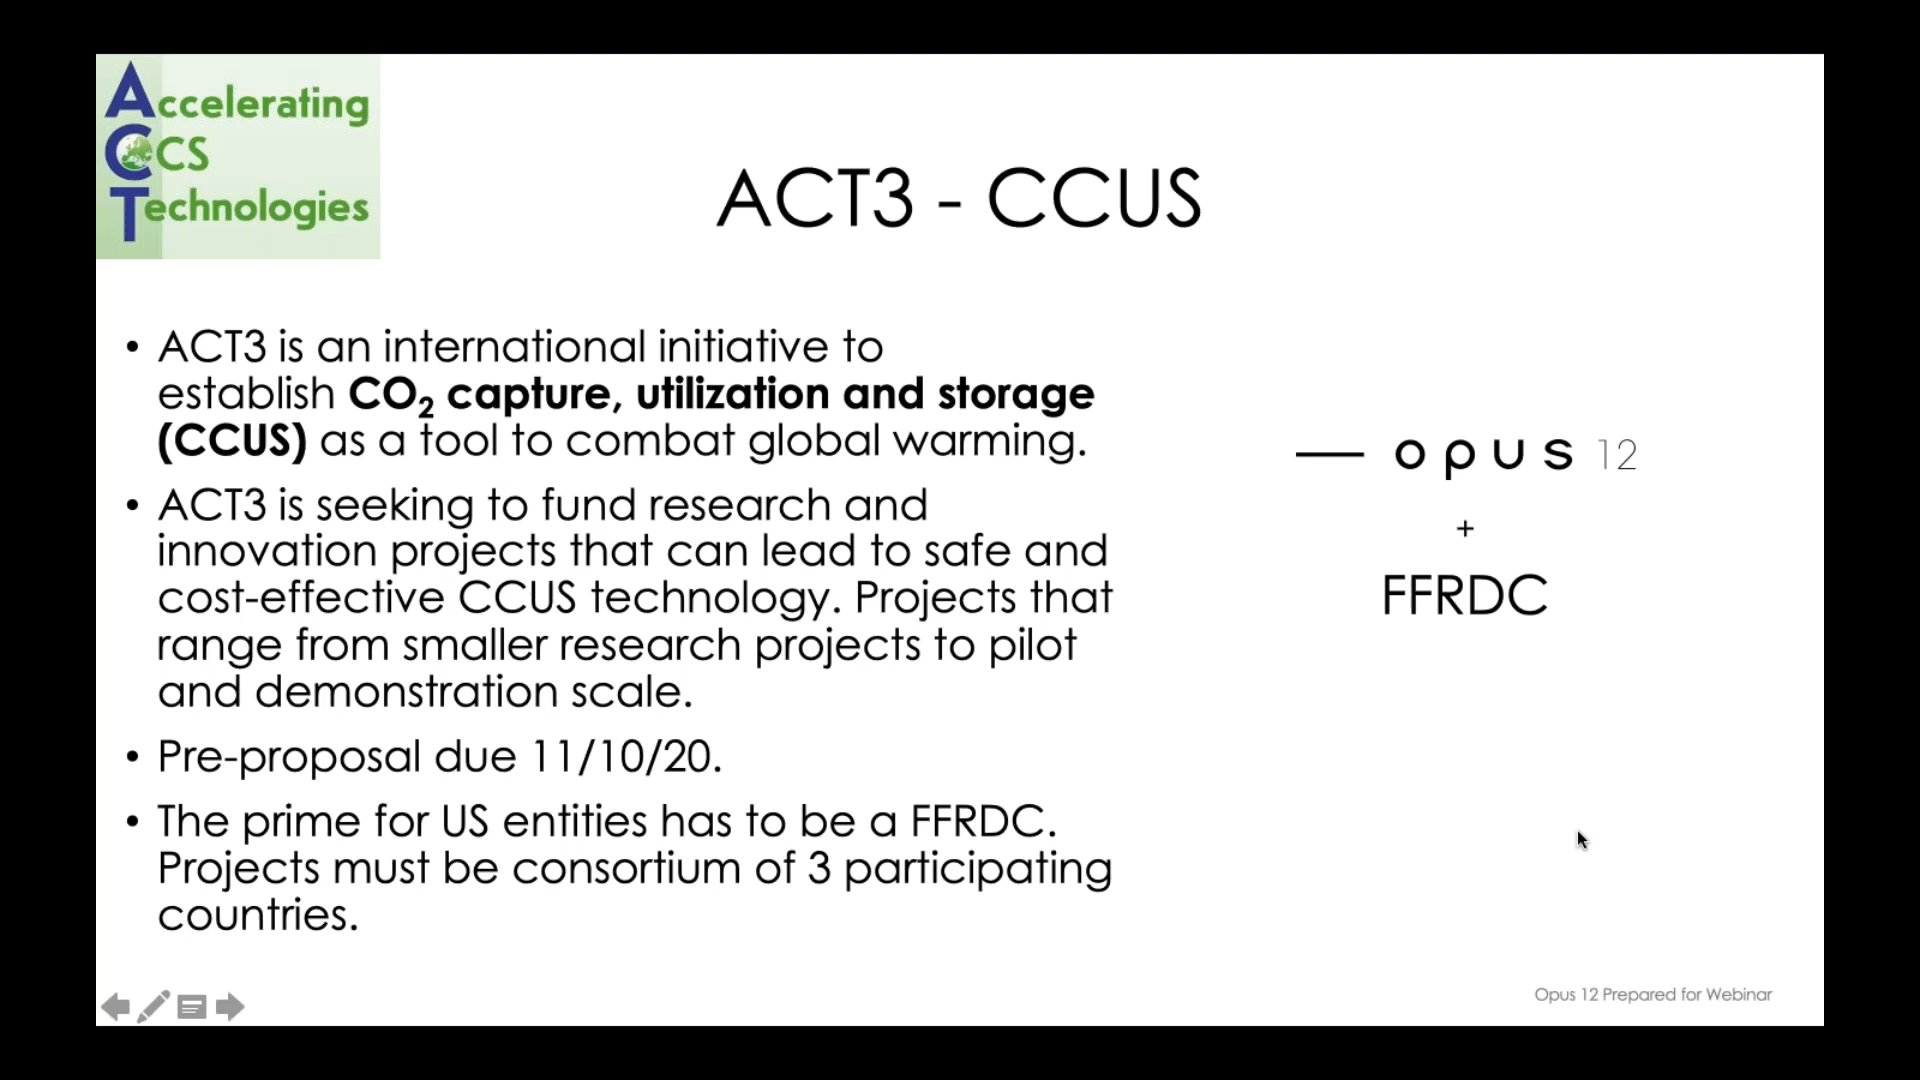 Accelerating
CCS
Technologies
ACT3 - CCUS
• ACT3 is an international initiative to
establish CO₂ capture, utilization and storage
(CCUS) as a tool to combat global warming.
• ACT3 is seeking to fund research and
innovation projects that can lead to safe and
cost-effective CCUS technology. Projects that
range from smaller research projects to pilot
and demonstration scale.
• Pre-proposal due 11/10/20.
• The prime for US entities has to be a FFRDC.
Projects must be consortium of 3 participating
countries.
— opus 12
+
FFRDC
Opus 12 Prepared for Webinar